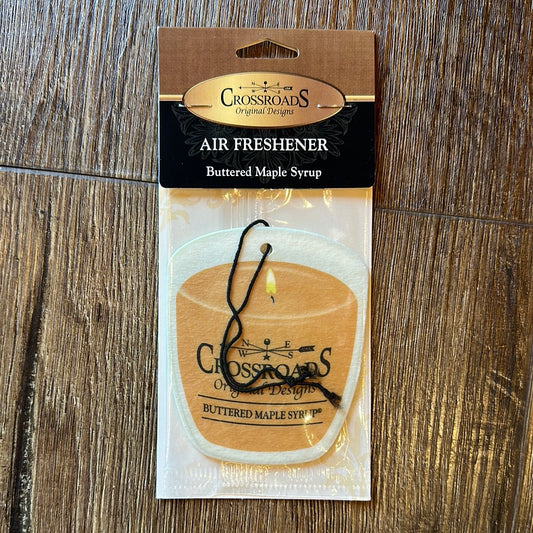 N
E
W
S
CROSSROADS
Original Designs
AIR FRESHENER
Buttered Maple Syrup
N E
W S
CROSSROADS
Original Designs
BUTTERED MAPLE SYRUP®